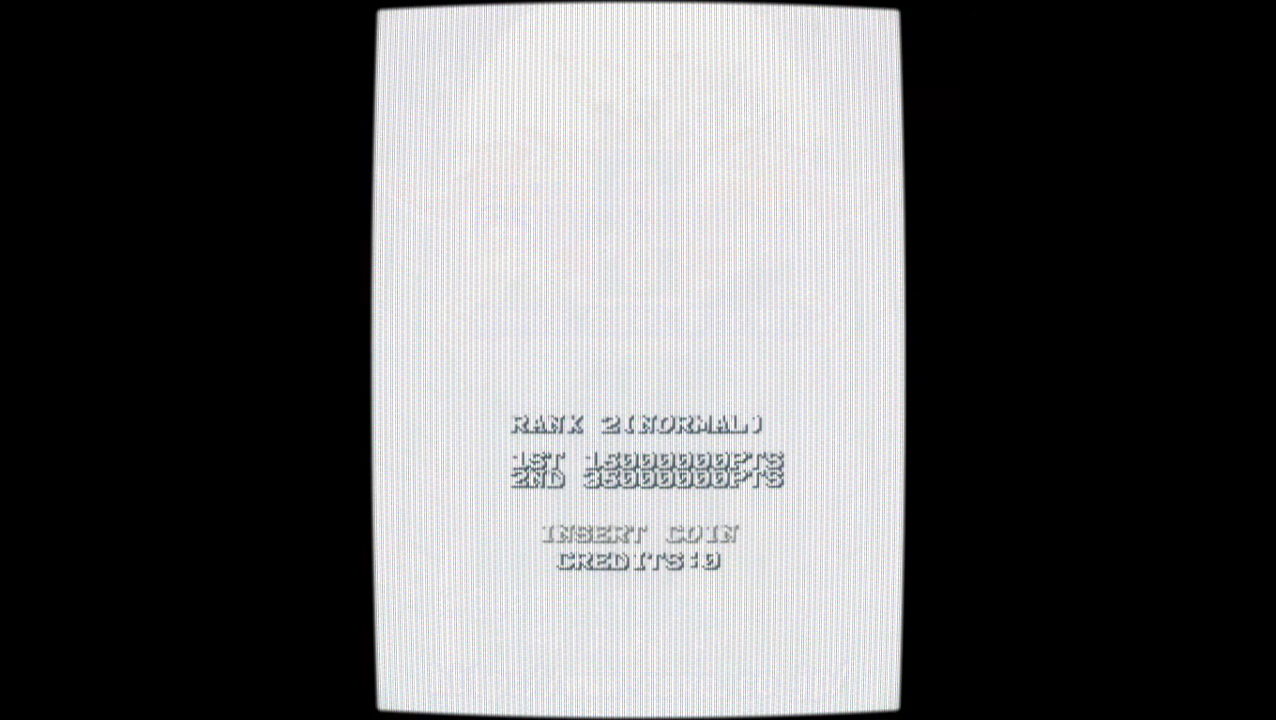 RANK 2(NORMAL)
1ST 15000000PTS
2ND 35000000PTS
INSERT COIN
CREDITS:0